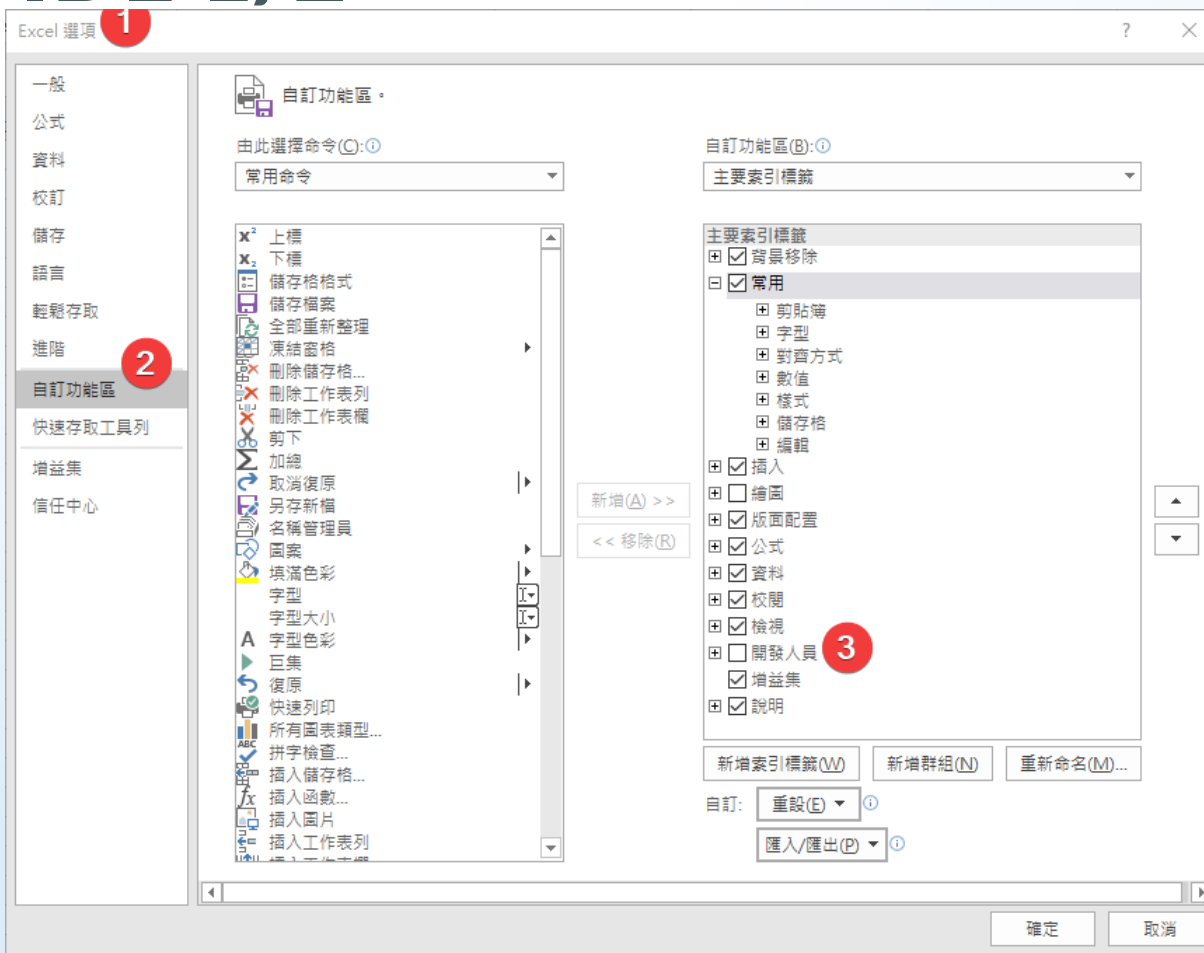 Excel 選項
1
?
一般
公式
資料
校訂
儲存
語言
輕鬆存取
進階
2
自訂功能區
快速存取工具列
增益集
信任中心
自訂功能區。
由此選擇命令(C):
常用命令
上標
下標
儲存格格式
儲存檔案
全部重新整理
凍結窗格
刪除儲存格...
刪除工作表列
刪除工作表欄
剪下
加總
取消復原
另存新檔
名稱管理員
圖案
填滿色彩
字型
字型大小
字型色彩
巨集
復原
快速列印
所有圖表類型...
拼字檢查...
插入儲存格...
插入函數...
插入圖片
插入工作表列
插入工作表欄
新增(A) >>
<< 移除(R)
自訂功能區(B):
主要索引標籤
主要索引標籤
背景移除
常用
剪貼簿
字型
對齊方式
數值
樣式
儲存格
編輯
插入
繪圖
版面配置
公式
資料
校閱
檢視
開發人員
3
增益集
說明
新增索引標籤(W)
新增群組(N)
重新命名(M)...
自訂:
重設(E)
匯入/匯出(P)
確定
取消